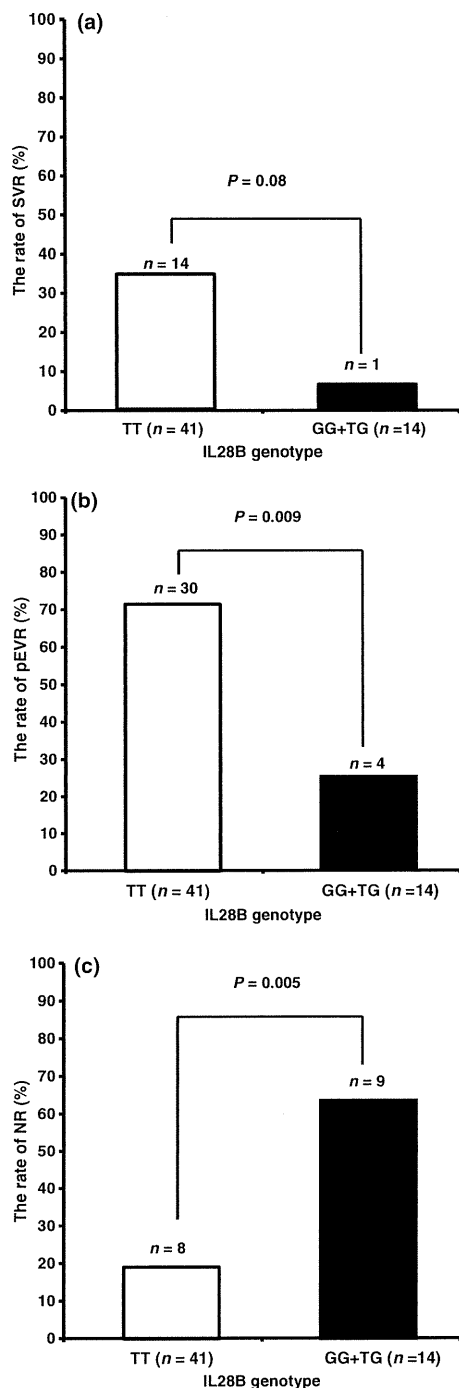 (a)
The rate of SVR (%)
100
90
80
70
60
50
40
30
20
10
0
P = 0.08
n = 14
n = 1
TT (n = 41)
GG+TG (n =14)
IL28B genotype
(b)
The rate of pEVR (%)
100
90
80
70
60
50
40
30
20
10
0
P = 0.009
n = 30
n = 4
TT (n = 41)
GG+TG (n =14)
IL28B genotype
(c)
The rate of NR (%)
100
90
80
70
60
50
40
30
20
10
0
P = 0.005
n = 9
n = 8
TT (n = 41)
GG+TG (n =14)
IL28B genotype